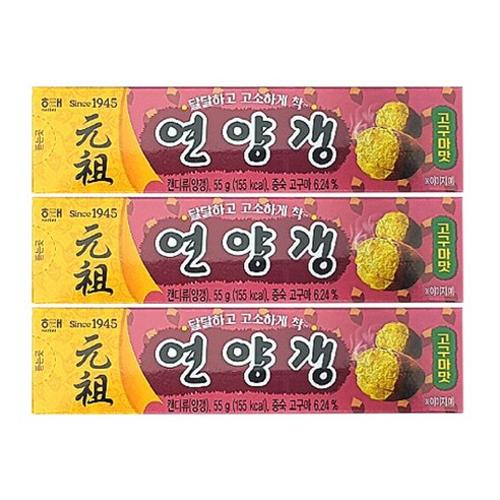 해태 Since 1945
元祖
달달하고 고소하게 착~
연양갱
고구마맛
캔디류(양갱), 55 g (155 kcal), 중숙 고구마 6.24 %
해태 Since 1945
元祖
달달하고 고소하게 착~
연양갱
고구마맛
캔디류(양갱), 55 g (155 kcal), 중숙 고구마 6.24 %
해태 Since 1945
元祖
달달하고 고소하게 착~
연양갱
고구마맛
캔디류(양갱), 55 g (155 kcal), 중숙 고구마 6.24 %